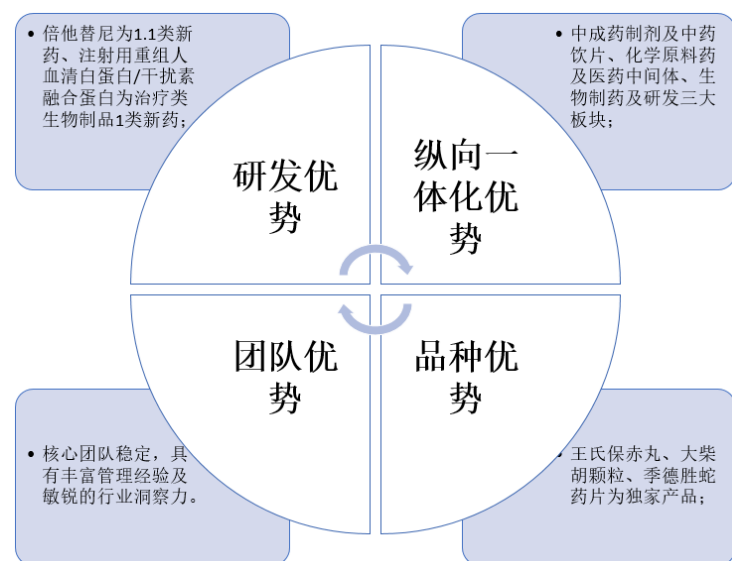 • 倍他替尼为1.1类新
药、注射用重组人
血清白蛋白/干扰素
融合蛋白为治疗类
生物制品1类新药；
• 中成药制剂及中药
饮片、化学原料药
及医药中间体、生
物制药及研发三大
板块；
研发优
势
纵向一
体化优
势
团队优
势
品种优
势
• 核心团队稳定，具
有丰富管理经验及
敏锐的行业洞察力。
• 王氏保赤丸、大柴
胡颗粒、季德胜蛇
药片为独家产品；